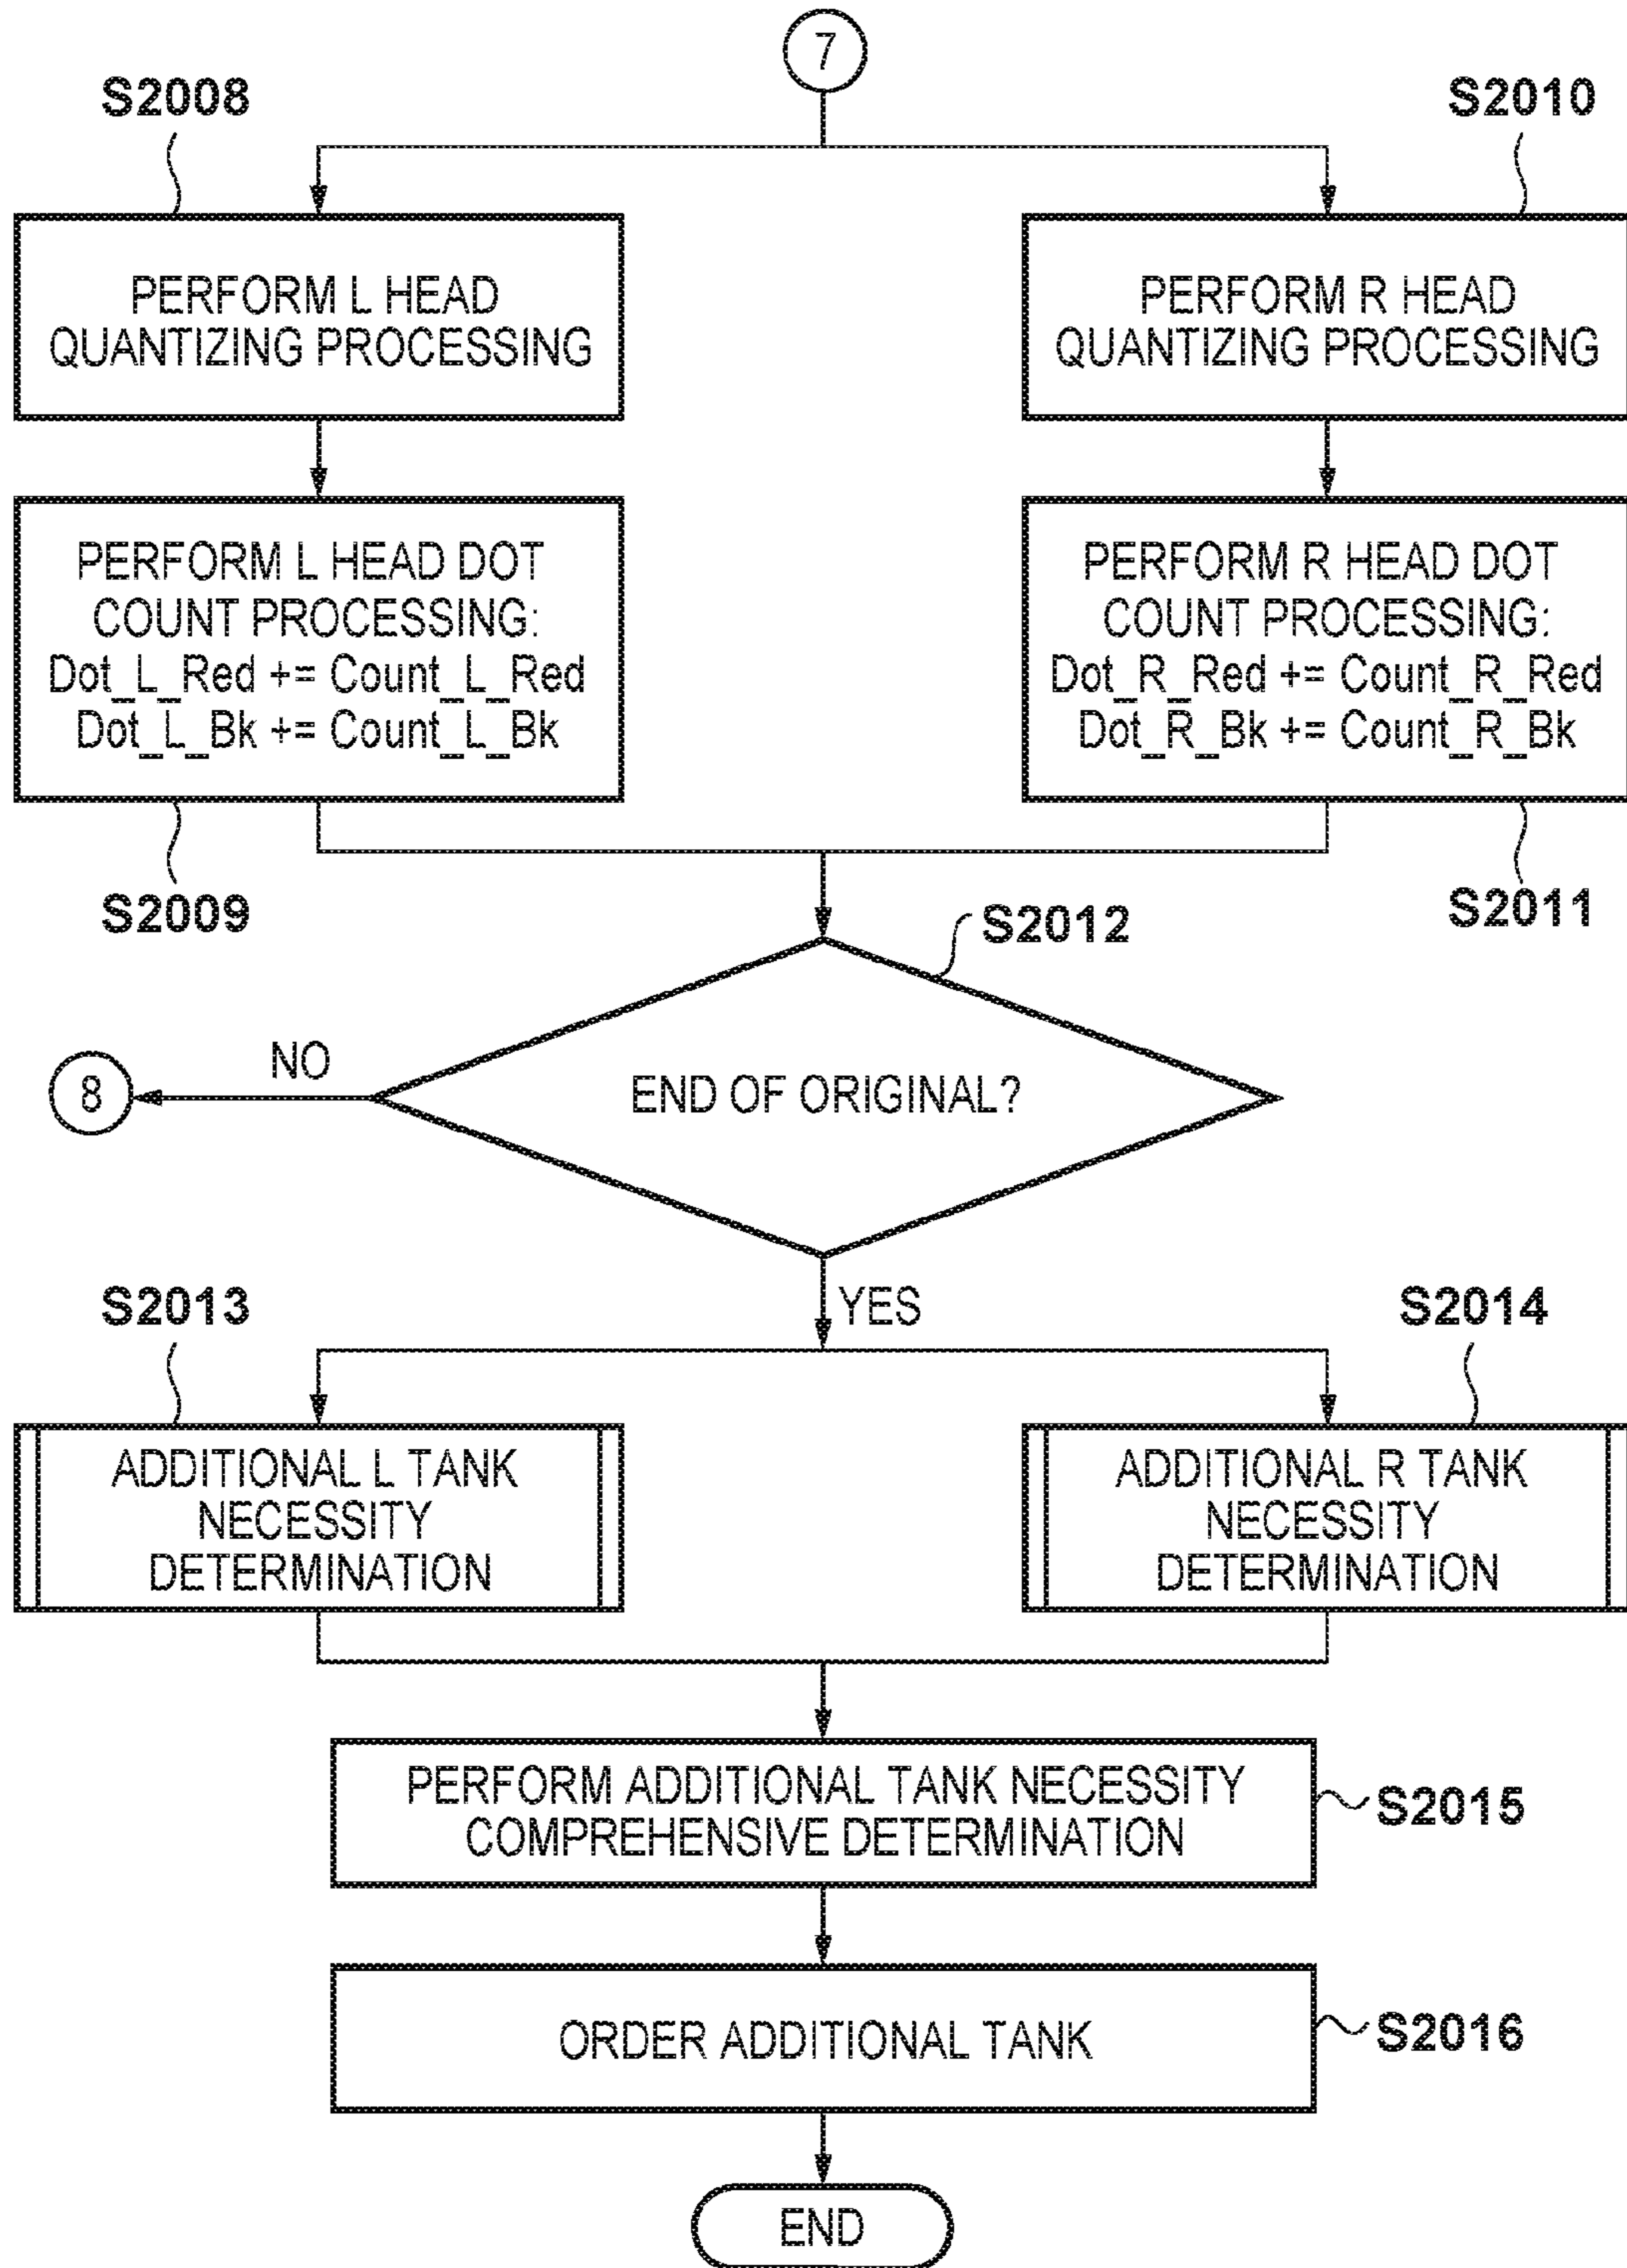 7
S2008
S2010
PERFORM L HEAD
QUANTIZING PROCESSING
PERFORM R HEAD
QUANTIZING PROCESSING
PERFORM L HEAD DOT
COUNT PROCESSING:
Dot_L_Red += Count_L_Red
Dot_L_Bk += Count_L_Bk
PERFORM R HEAD DOT
COUNT PROCESSING:
Dot_R_Red += Count_R_Red
Dot_R_Bk += Count_R_Bk
S2009
S2011
S2012
END OF ORIGINAL?
NO
8
YES
S2013
S2014
ADDITIONAL L TANK
NECESSITY
DETERMINATION
ADDITIONAL R TANK
NECESSITY
DETERMINATION
PERFORM ADDITIONAL TANK NECESSITY
COMPREHENSIVE DETERMINATION
S2015
ORDER ADDITIONAL TANK
S2016
END